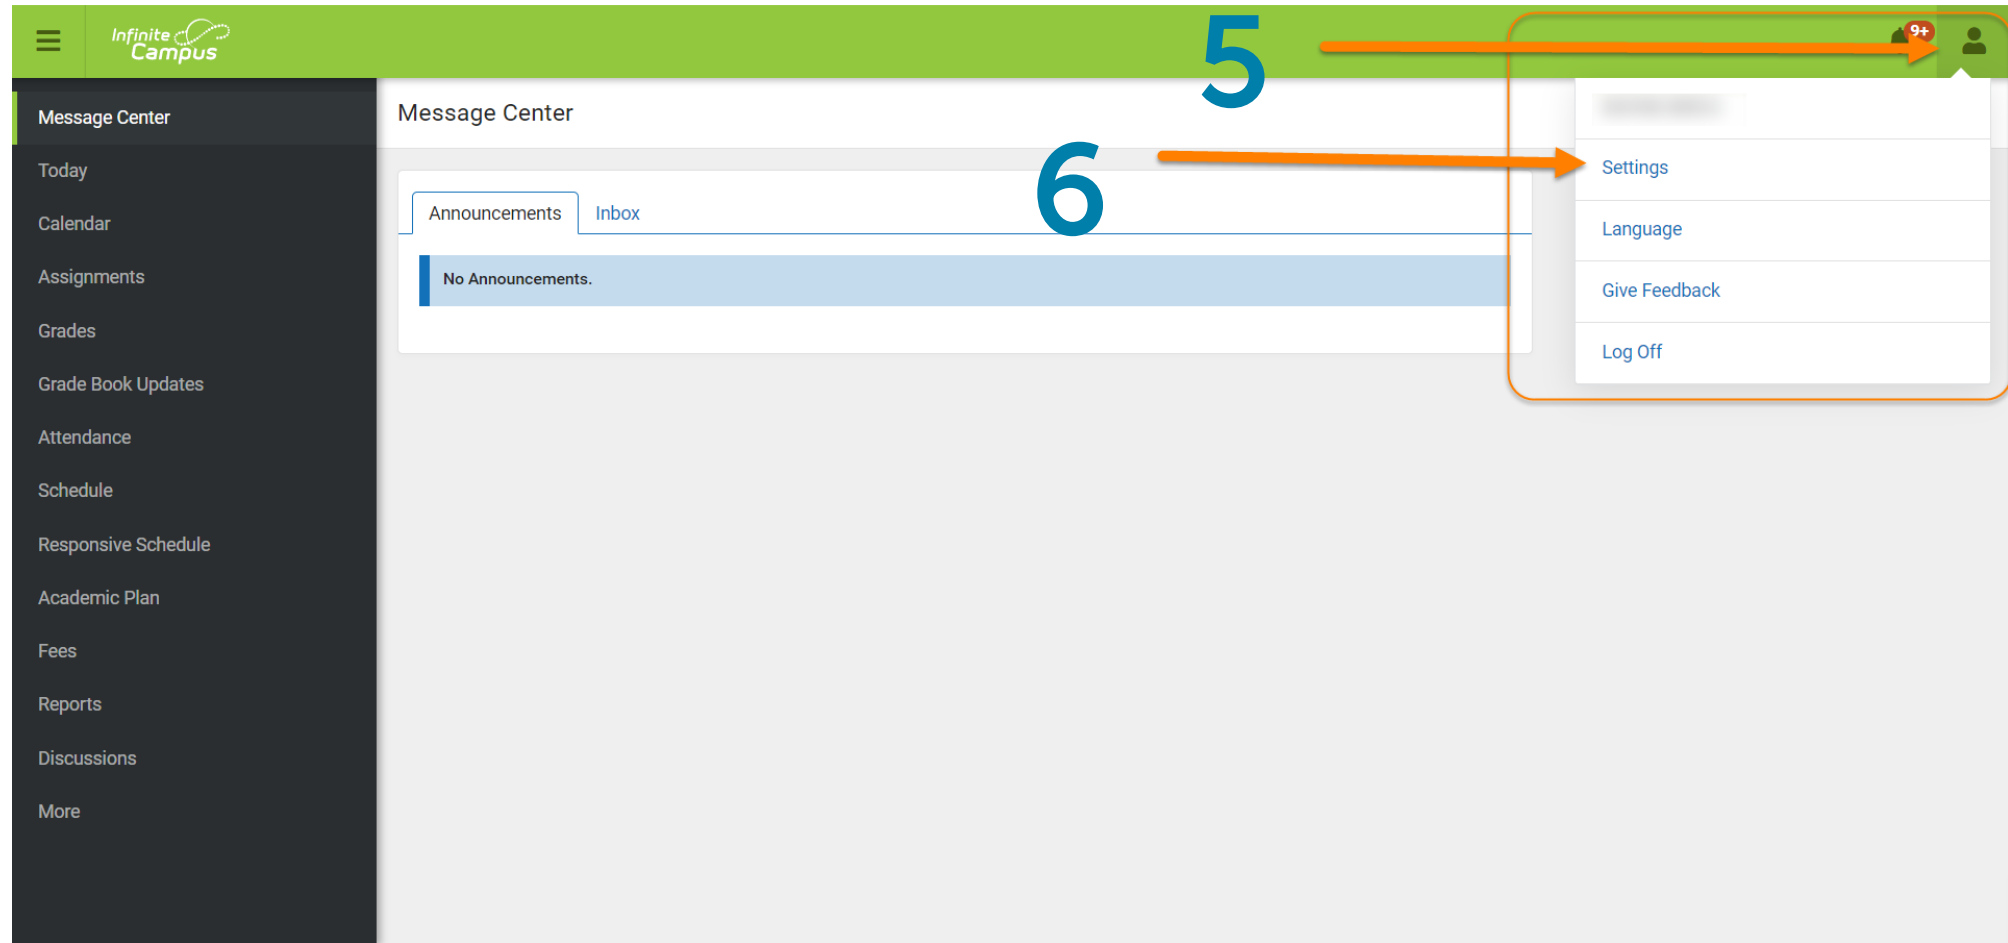 Infinite
Campus
5
9+
Message Center
Today
Calendar
Assignments
Grades
Grade Book Updates
Attendance
Schedule
Responsive Schedule
Academic Plan
Fees
Reports
Discussions
More
Message Center
6
Announcements Inbox
No Announcements.
Settings
Language
Give Feedback
Log Off